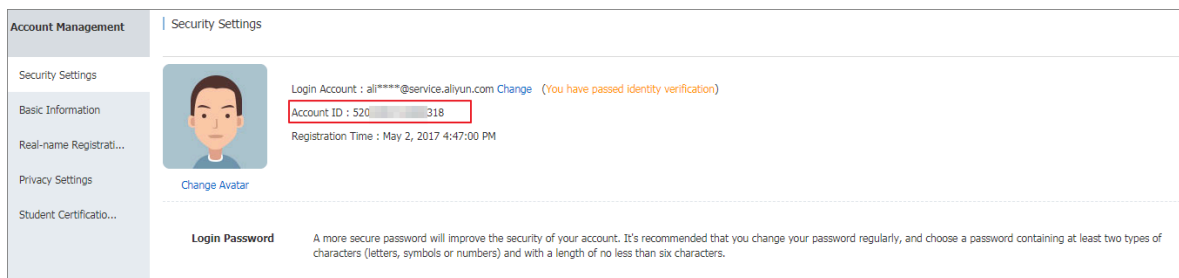 Account Management
Security Settings
Basic Information
Real-name Registrati...
Privacy Settings
Student Certificatio...
Security Settings
Login Account : ali****@service.aliyun.com Change (You have passed identity verification)
Account ID : 520 318
Registration Time : May 2, 2017 4:47:00 PM
Change Avatar
Login Password
A more secure password will improve the security of your account. It's recommended that you change your password regularly, and choose a password containing at least two types of
characters (letters, symbols or numbers) and with a length of no less than six characters.